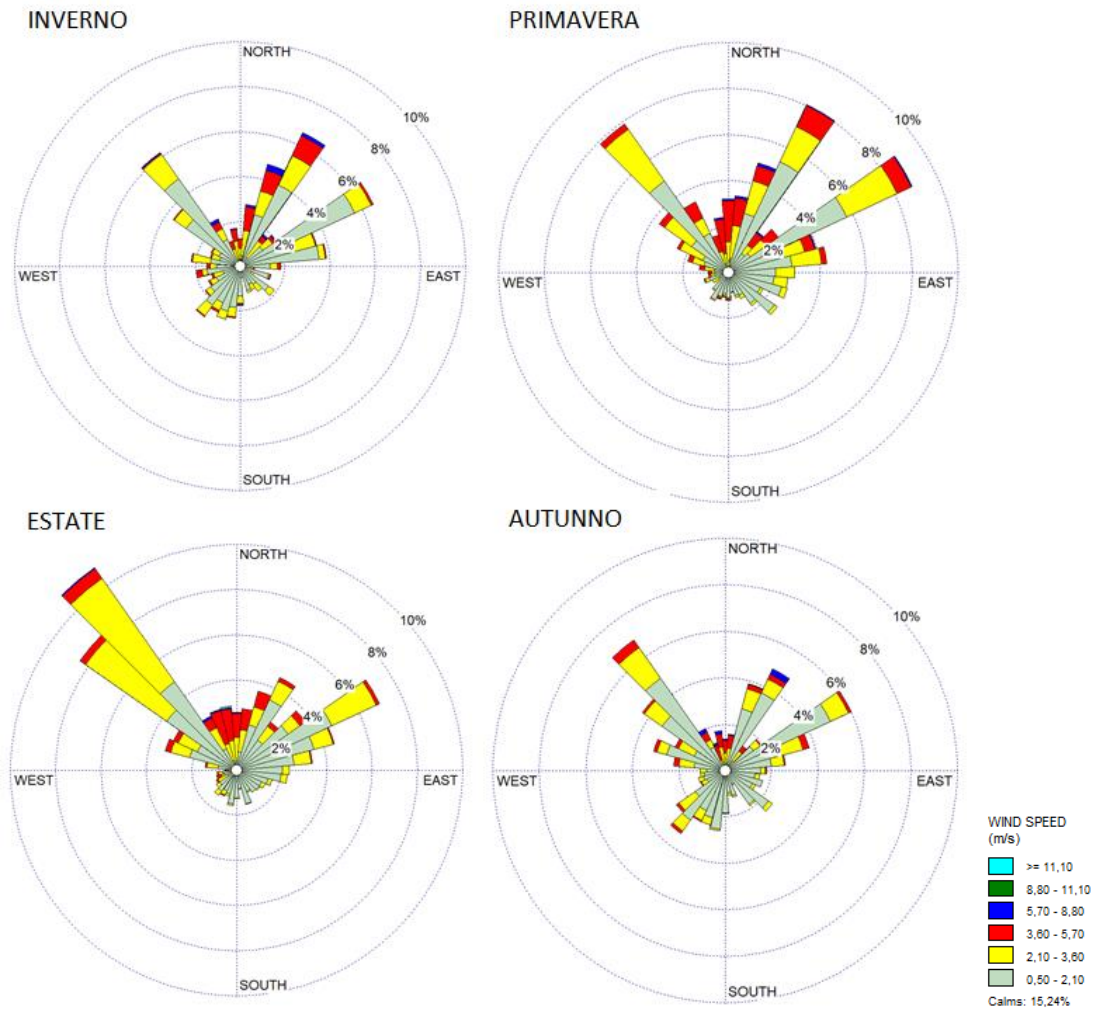 INVERNO
NORTH
10%
8%
6%
4%
2%
WEST
EAST
SOUTH
PRIMAVERA
NORTH
10%
8%
6%
4%
2%
WEST
EAST
SOUTH
ESTATE
NORTH
10%
8%
6%
4%
2%
WEST
EAST
SOUTH
AUTUNNO
NORTH
10%
8%
6%
4%
2%
WEST
EAST
SOUTH
WIND SPEED
(m/s)
>= 11,10
8,80 - 11,10
5,70 - 8,80
3,60 - 5,70
2,10 - 3,60
0,50 - 2,10
Calms: 15,24%